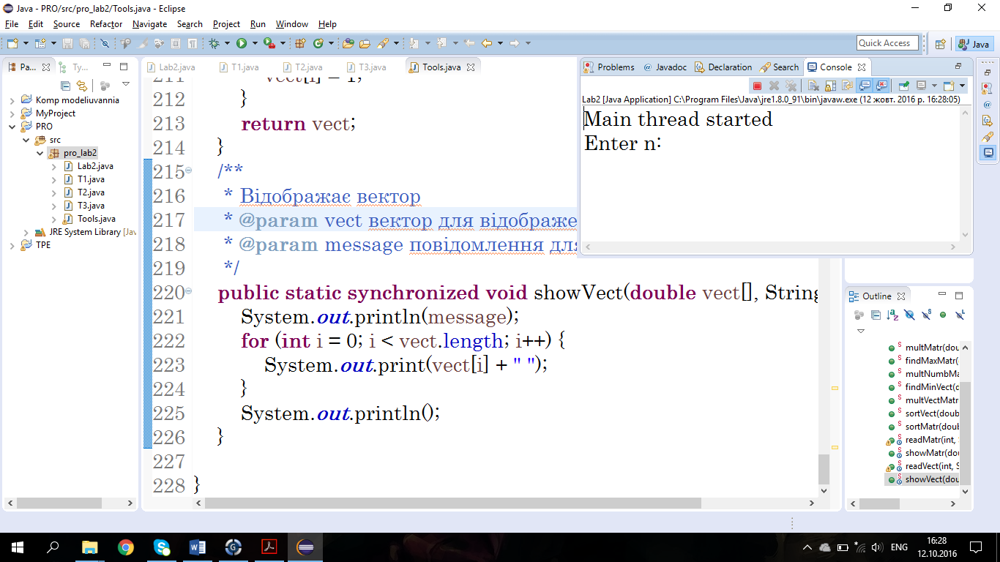 Java - PRO/src/pro_lab2/Tools.java - Eclipse
File Edit Source Refactor Navigate Search Project Run Window Help
Quick Access
Java
Pa...
Ty...
Komp modeliuvannia
MyProject
PRO
src
pro_lab2
Lab2.java
T1.java
T2.java
T3.java
Tools.java
JRE System Library [Jav
TPE
Lab2.java T1.java T2.java T3.java Tools.java
211 vect[i] = 1;
212 }
213 return vect;
214 }
215 /**
216 * Відображає вектор
217 * @param vect вектор для відображе
218 * @param message повідомлення для
219 */
220 public static synchronized void showVect(double vect[], String
221 System.out.println(message);
222 for (int i = 0; i < vect.length; i++) {
223 System.out.print(vect[i] + " ");
224 }
225 System.out.println();
226 }
227
228 }
Problems @ Javadoc Declaration Search Console
Lab2 [Java Application] C:\Program Files\Java\jre1.8.0_91\bin\javaw.exe (12 жовт. 2016 р. 16:28:05)
Main thread started
Enter n:
Outline
multMatr(dou
findMaxMatr(
multNumbMa
findMinVect(d
multVectMatr
sortVect(doub
sortMatr(doul
readMatr(int, S
showMatr(dou
readVect(int, S
showVect(dou
ENG
16:28
12.10.2016